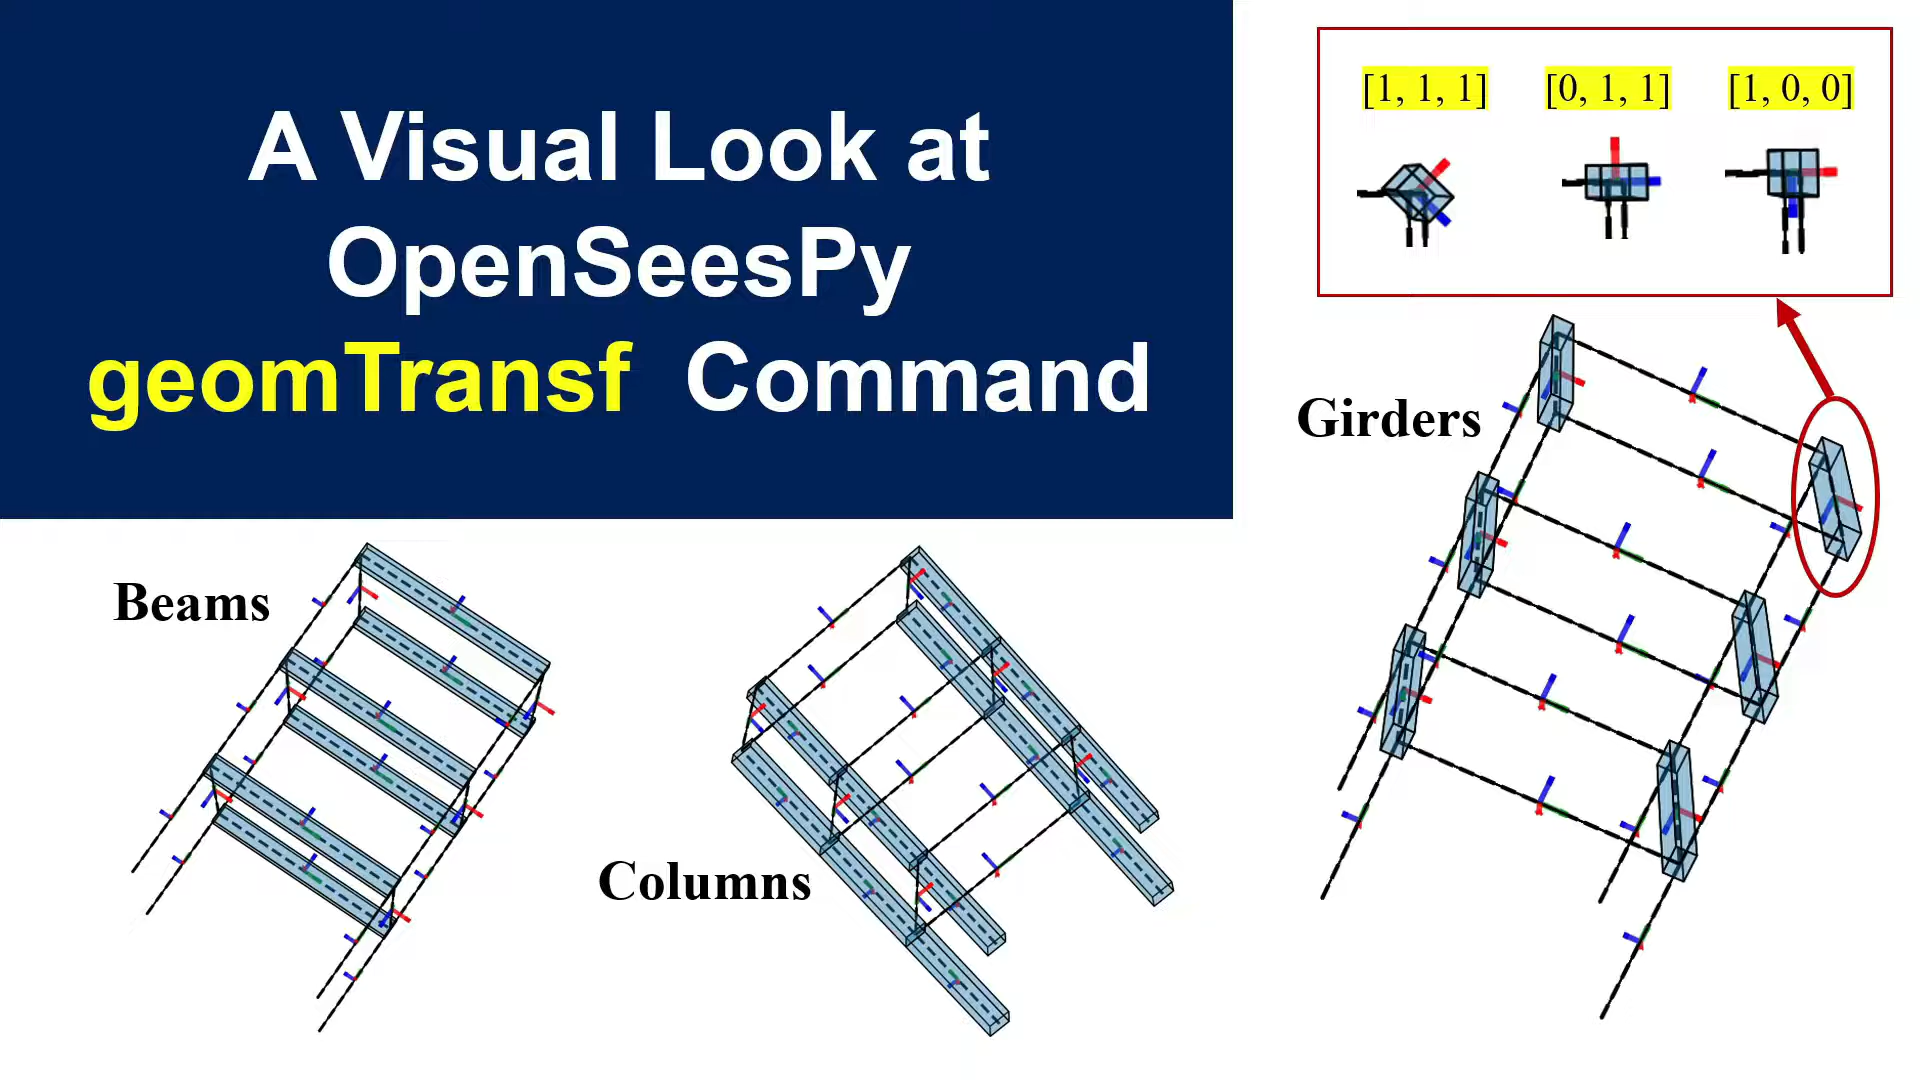 A Visual Look at
OpenSeesPy
geomTransf Command
[1, 1, 1] [0, 1, 1] [1, 0, 0]
Girders
Beams
Columns